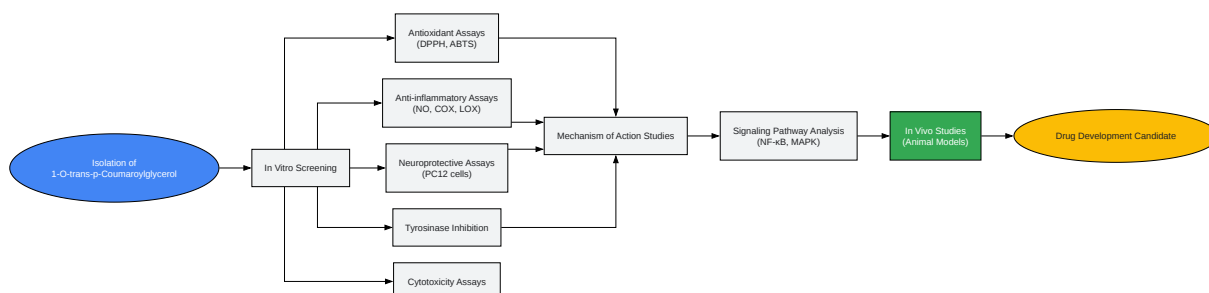 Isolation of
1-O-trans-p-Coumaroylglycerol
In Vitro Screening
Antioxidant Assays
(DPPH, ABTS)
Anti-inflammatory Assays
(NO, COX, LOX)
Neuroprotective Assays
(PC12 cells)
Tyrosinase Inhibition
Cytotoxicity Assays
Mechanism of Action Studies
Signaling Pathway Analysis
(NF-κB, MAPK)
In Vivo Studies
(Animal Models)
Drug Development Candidate